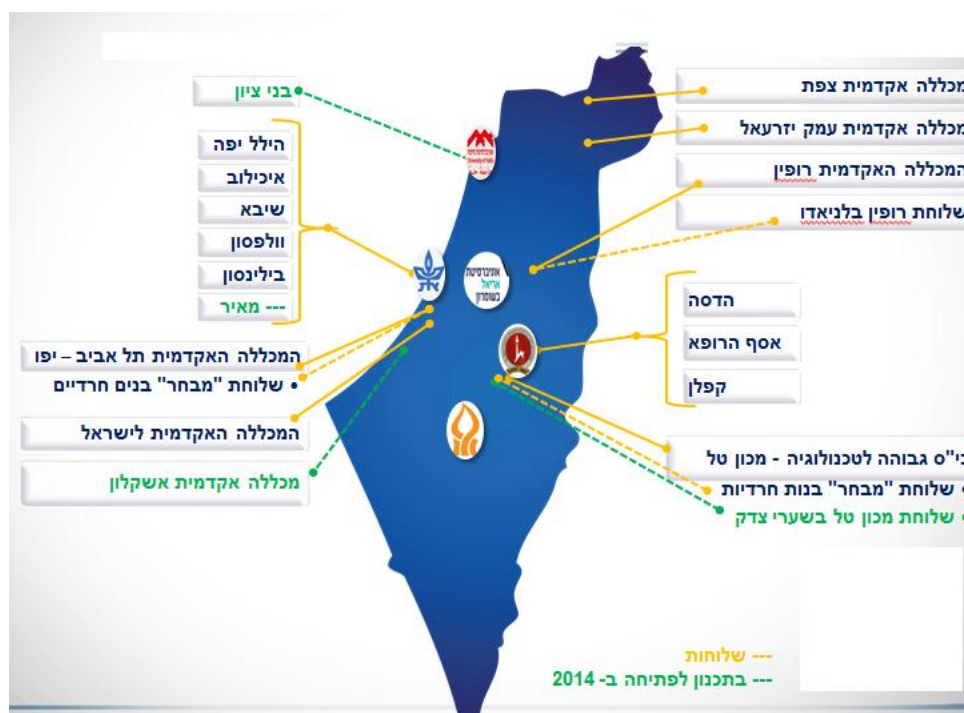 מכללה אקדמית צפת
מכללה אקדמית עמק יזרעאל
המכללה האקדמית רופין
שלוחת רופין בלניאדו
הדסה
אסף הרופא
קפלן
בי"ס גבוהה לטכנולוגיה - מכון טל
• שלוחת "מבחר" בנות חרדיות
• שלוחת מכון טל בשערי צדק
אוניברסיטת
אריאל
בשומרון
בני ציון
הילל יפה
איכילוב
שיבא
וולפסון
בילינסון
--- מאיר
המכללה האקדמית תל אביב – יפו
• שלוחת "מבחר" בנים חרדיים
המכללה האקדמית לישראל
מכללה אקדמית אשקלון
--- שלוחות
--- בתכנון לפתיחה ב- 2014